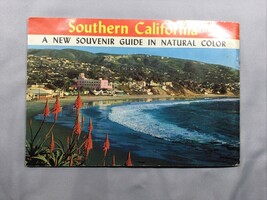 Southern California
A NEW SOUVENIR GUIDE IN NATURAL COLOR